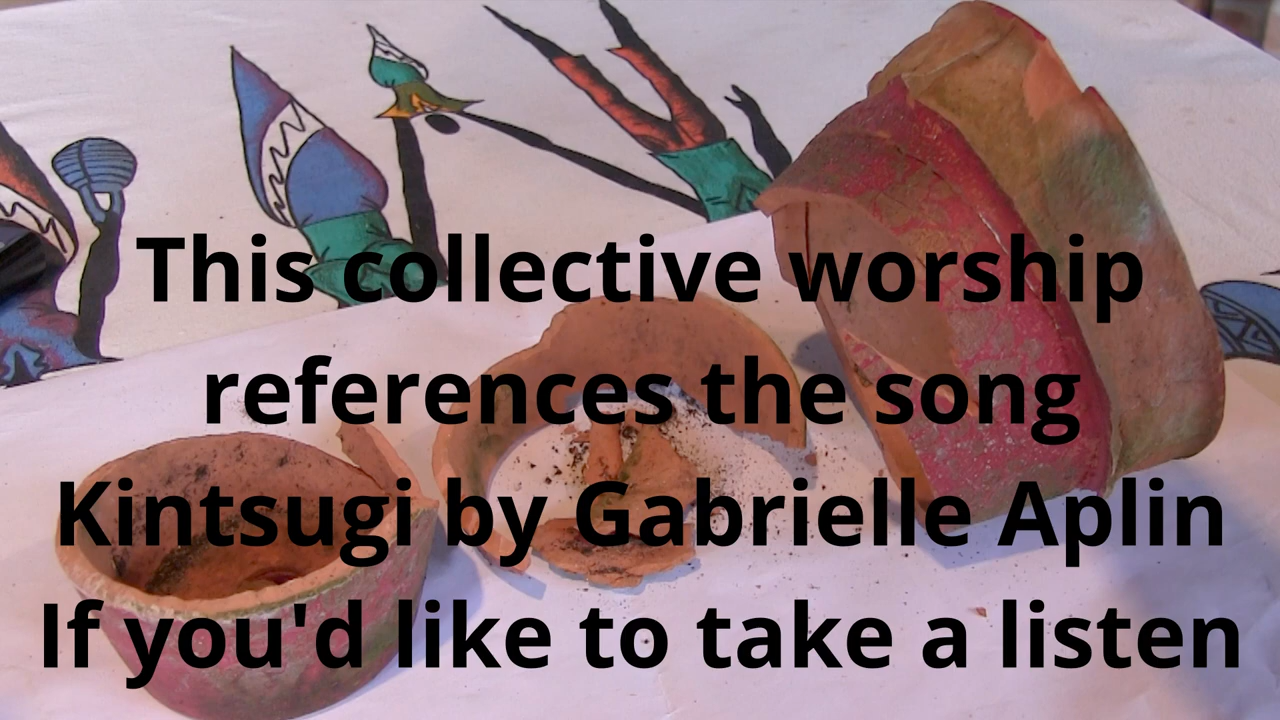 This collective worship
references the song
Kintsugi by Gabrielle Aplin
If you'd like to take a listen